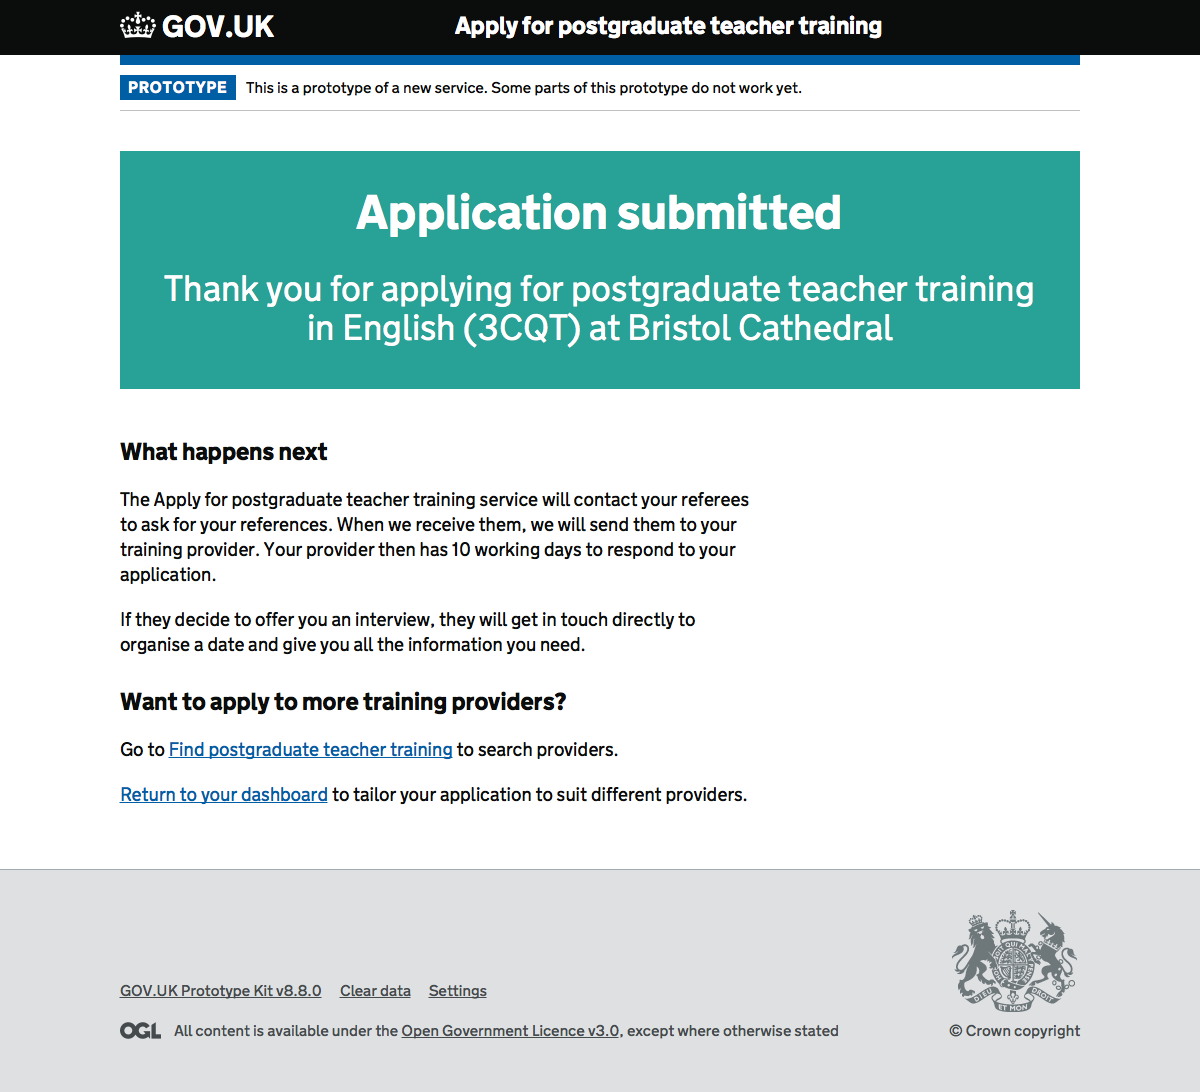 GOV.UK
Apply for postgraduate teacher training
PROTOTYPE This is a prototype of a new service. Some parts of this prototype do not work yet.
Application submitted
Thank you for applying for postgraduate teacher training
in English (3CQT) at Bristol Cathedral
What happens next
The Apply for postgraduate teacher training service will contact your referees
to ask for your references. When we receive them, we will send them to your
training provider. Your provider then has 10 working days to respond to your
application.
If they decide to offer you an interview, they will get in touch directly to
organise a date and give you all the information you need.
Want to apply to more training providers?
Go to Find postgraduate teacher training to search providers.
Return to your dashboard to tailor your application to suit different providers.
GOV.UK Prototype Kit v8.8.0 Clear data Settings
OGL All content is available under the Open Government Licence v3.0, except where otherwise stated
DIEU ET MON DROIT
© Crown copyright